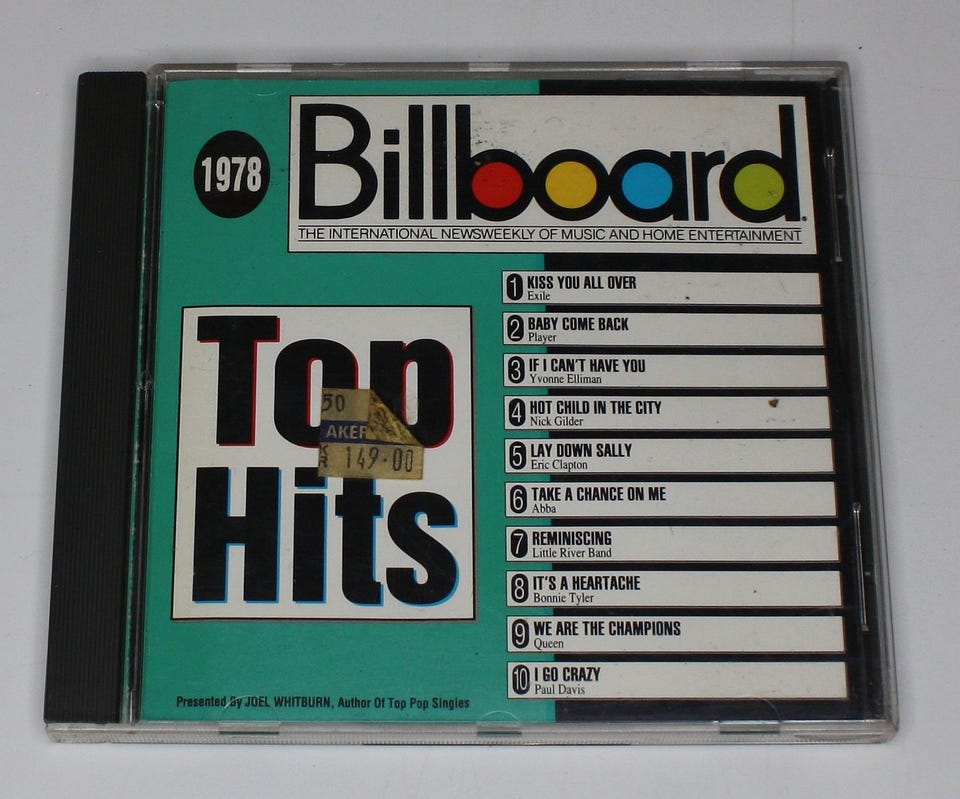 1978
Billboard.
THE INTERNATIONAL NEWSWEEKLY OF MUSIC AND HOME ENTERTAINMENT
Top
Hits
50
149.00
1 KISS YOU ALL OVER
Exile
2 BABY COME BACK
Player
3 IF I CAN'T HAVE YOU
Yvonne Elliman
4 HOT CHILD IN THE CITY
Nick Gilder
5 LAY DOWN SALLY
Eric Clapton
6 TAKE A CHANCE ON ME
Abba
7 REMINISCING
Little River Band
8 IT'S A HEARTACHE
Bonnie Tyler
9 WE ARE THE CHAMPIONS
Queen
10 I GO CRAZY
Paul Davis
Presented By JOEL WHITBURN, Author Of Top Pop Singles